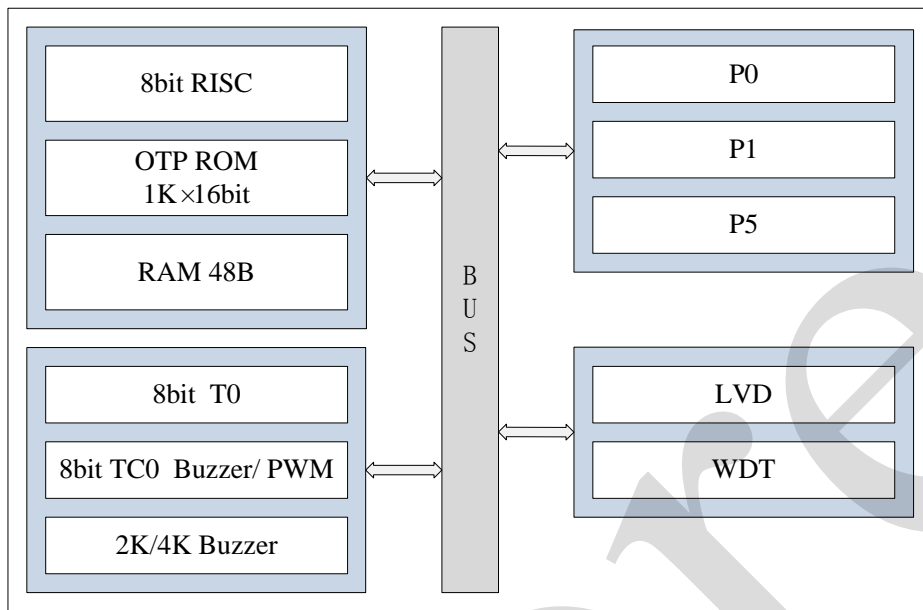 8bit RISC
OTP ROM
1K×16bit
RAM 48B
8bit T0
8bit TC0 Buzzer/ PWM
2K/4K Buzzer
B
U
S
P0
P1
P5
LVD
WDT